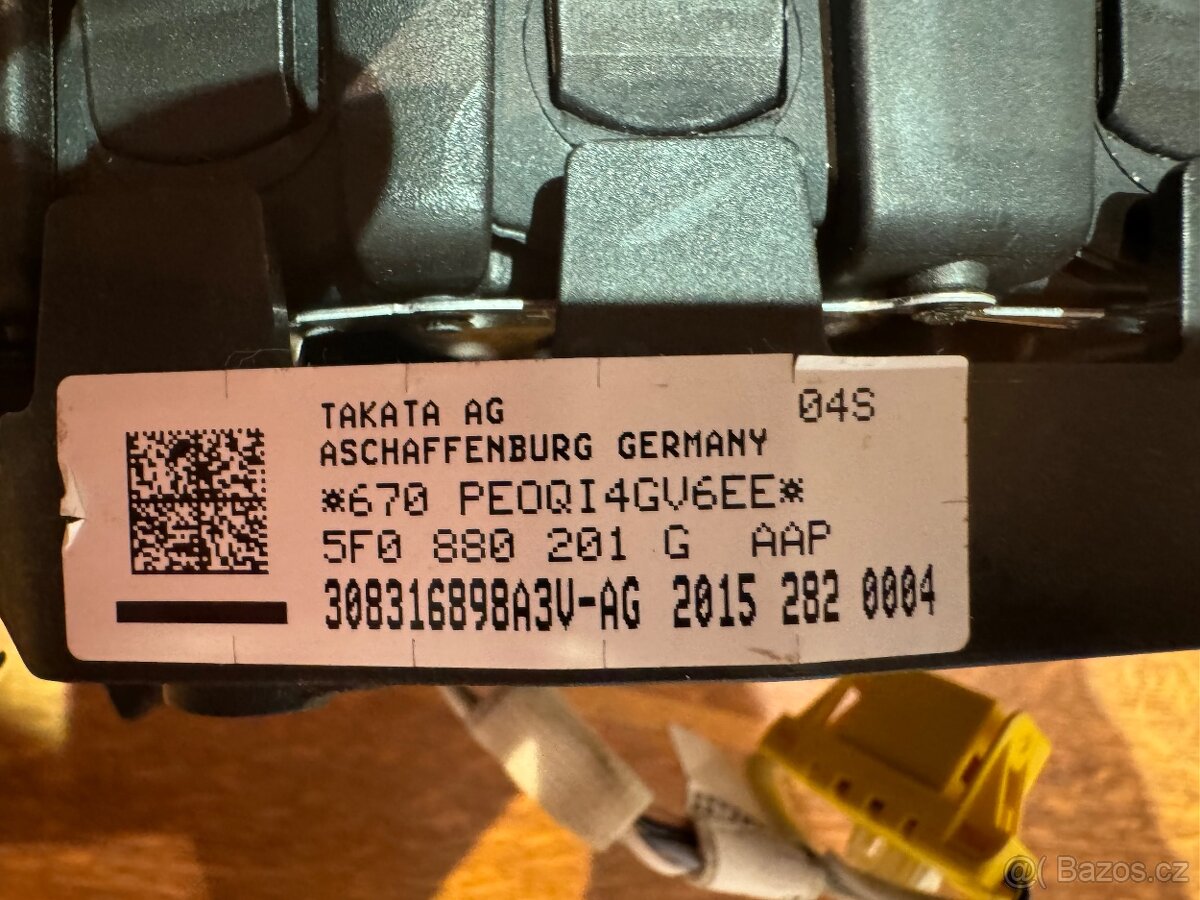 TAKATA AG 04S
ASCHAFFENBURG GERMANY
*670 PEOQI4GV6EE*
5F0 880 201 G AAP
308316898A3V-AG 2015 282 0004
@( Bazos.cz